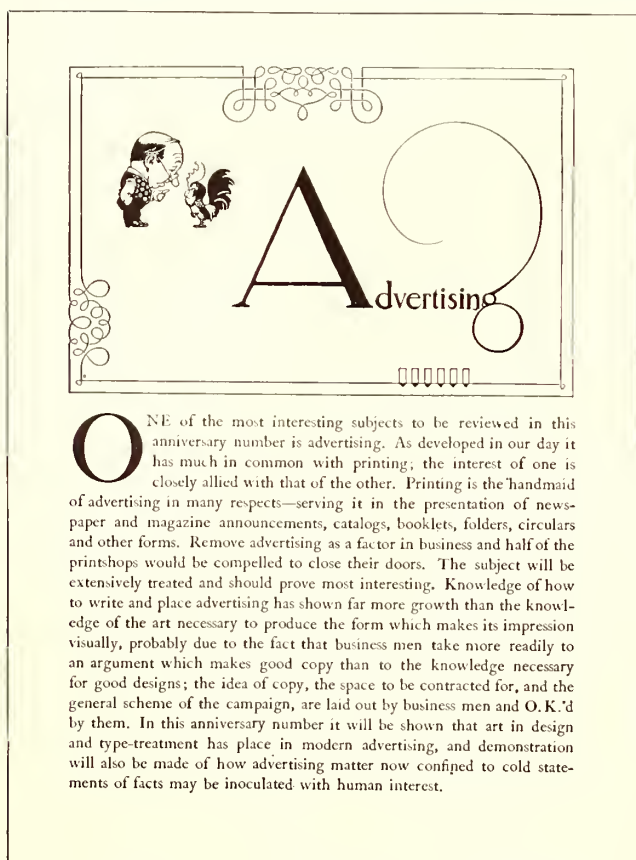 Advertising
ONE of the most interesting subjects to be reviewed in this
anniversary number is advertising. As developed in our day it
has much in common with printing; the interest of one is
closely allied with that of the other. Printing is the handmaid
of advertising in many respects—serving it in the presentation of news-
paper and magazine announcements, catalogs, booklets, folders, circulars
and other forms. Remove advertising as a factor in business and half of the
printshops would be compelled to close their doors. The subject will be
extensively treated and should prove most interesting. Knowledge of how
to write and place advertising has shown far more growth than the knowl-
edge of the art necessary to produce the form which makes its impression
visually, probably due to the fact that business men take more readily to
an argument which makes good copy than to the knowledge necessary
for good designs; the idea of copy, the space to be contracted for, and the
general scheme of the campaign, are laid out by business men and O. K.'d
by them. In this anniversary number it will be shown that art in design
and type-treatment has place in modern advertising, and demonstration
will also be made of how advertising matter now confined to cold state-
ments of facts may be inoculated with human interest.